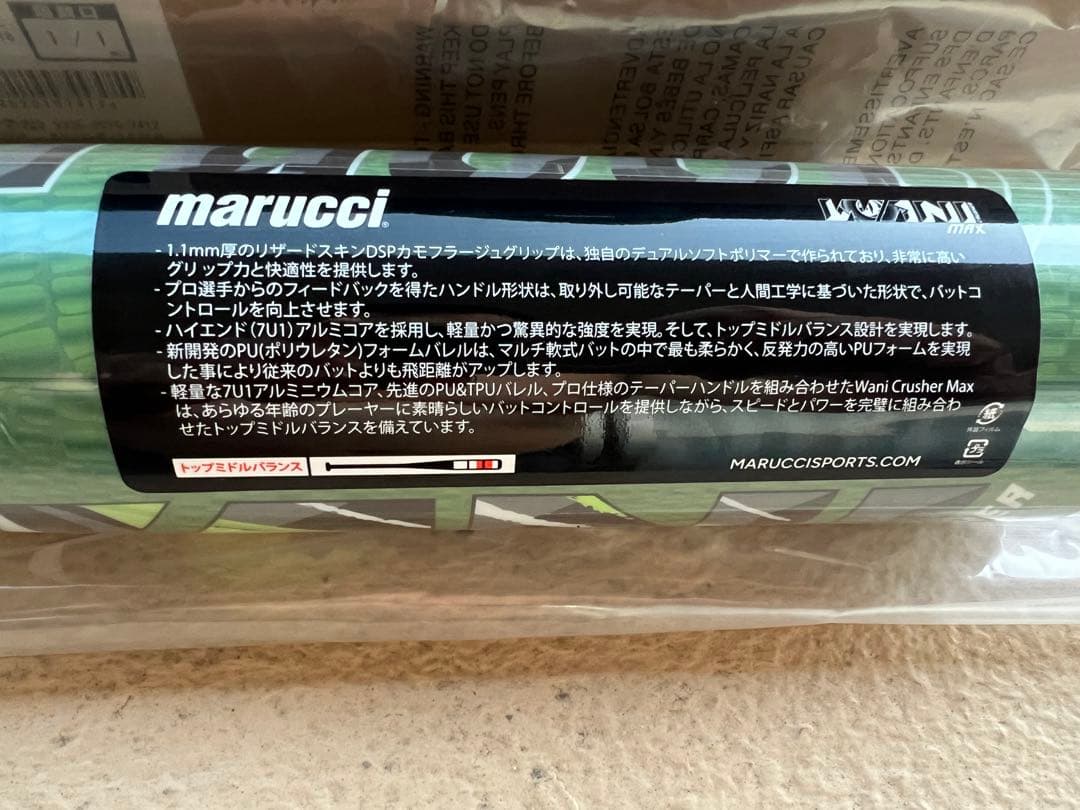 1 / 1
marucci
WANI
MAX
- 1.1mm厚のリザードスキンDSPカモフラージュグリップは、独自のデュアルソフトポリマーで作られており、非常に高い
グリップ力と快適性を提供します。
- プロ選手からのフィードバックを得たハンドル形状は、取り外し可能なテーパーと人間工学に基づいた形状で、バットコ
ントロールを向上させます。
- ハイエンド（7U1）アルミコアを採用し、軽量かつ驚異的な強度を実現。そして、トップミドルバランス設計を実現します。
- 新開発のPU(ポリウレタン)フォームバレルは、マルチ軟式バットの中で最も柔らかく、反発力の高いPUフォームを実現
した事により従来のバットよりも飛距離がアップします。
- 軽量な7U1アルミニウムコア、先進のPU&TPUバレル、プロ仕様のテーパーハンドルを組み合わせたWani Crusher Max
は、あらゆる年齢のプレーヤーに素晴らしいバットコントロールを提供しながら、スピードとパワーを完璧に組み合わ
せたトップミドルバランスを備えています。
紙
外装フィルム
トップミドルバランス
MARUCCISPORTS.COM
ER